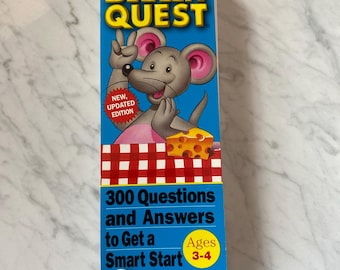 QUEST
NEW,
UPDATED
EDITION
300 Questions
and Answers
to Get a
Smart Start
Ages
3-4